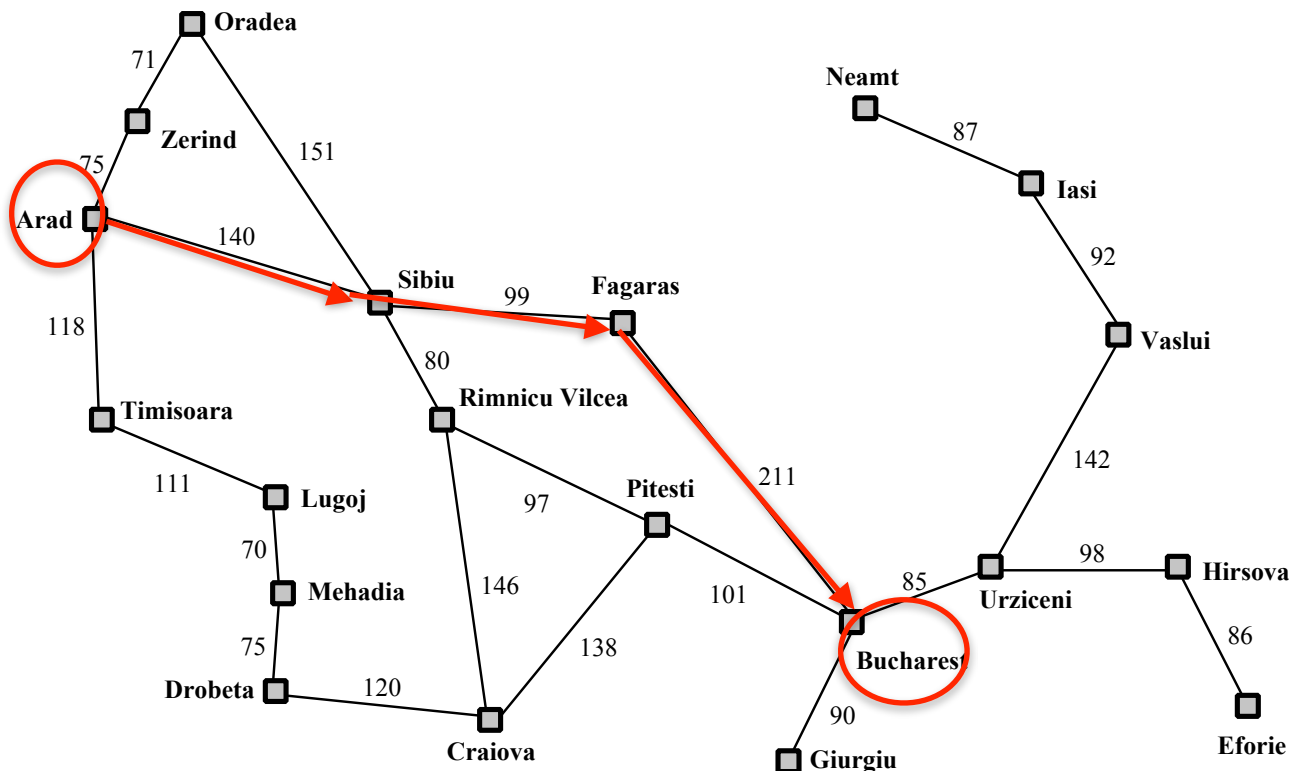 Oradea
71
Neamt
87
Zerind
151
75
Iasi
Arad
140
92
Sibiu
Fagaras
99
118
Vaslui
80
Timisoara
Rimnicu Vilcea
142
111
211
Lugoj
97
Pitesti
70
98
Hirsova
Mehadia
146
101
85
Urziceni
75
138
86
Bucharest
Drobeta
120
90
Craiova
Giurgiu
Eforie